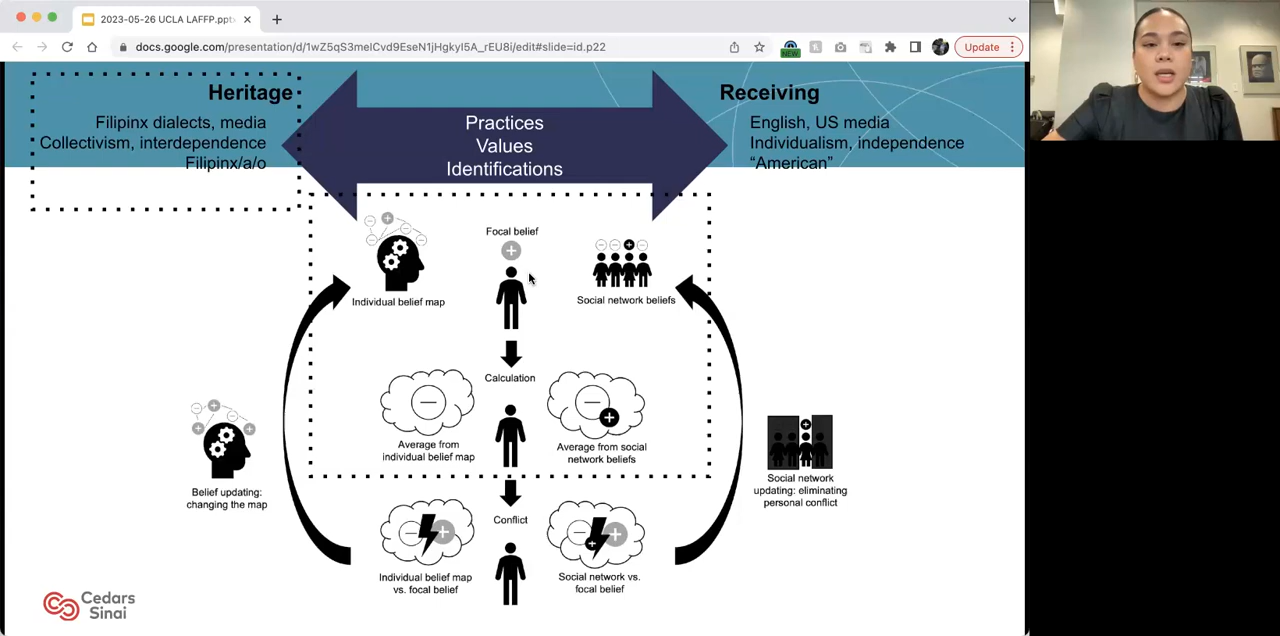 2023-05-26 UCLA LAFFP.ppt
docs.google.com/presentation/d/1wZ5qS3melCvd9EseN1jHgkyI5A_rEU8i/edit#slide=id.p22
NEW
Update
Heritage
Filipinx dialects, media
Collectivism, interdependence
Filipinx/a/o
Practices
Values
Identifications
Receiving
English, US media
Individualism, independence
“American”
Focal belief
Individual belief map
Social network beliefs
Calculation
Average from
individual belief map
Average from social
network beliefs
Belief updating:
changing the map
Social network
updating: eliminating
personal conflict
Conflict
Individual belief map
vs. focal belief
Social network vs.
focal belief
Cedars
Sinai